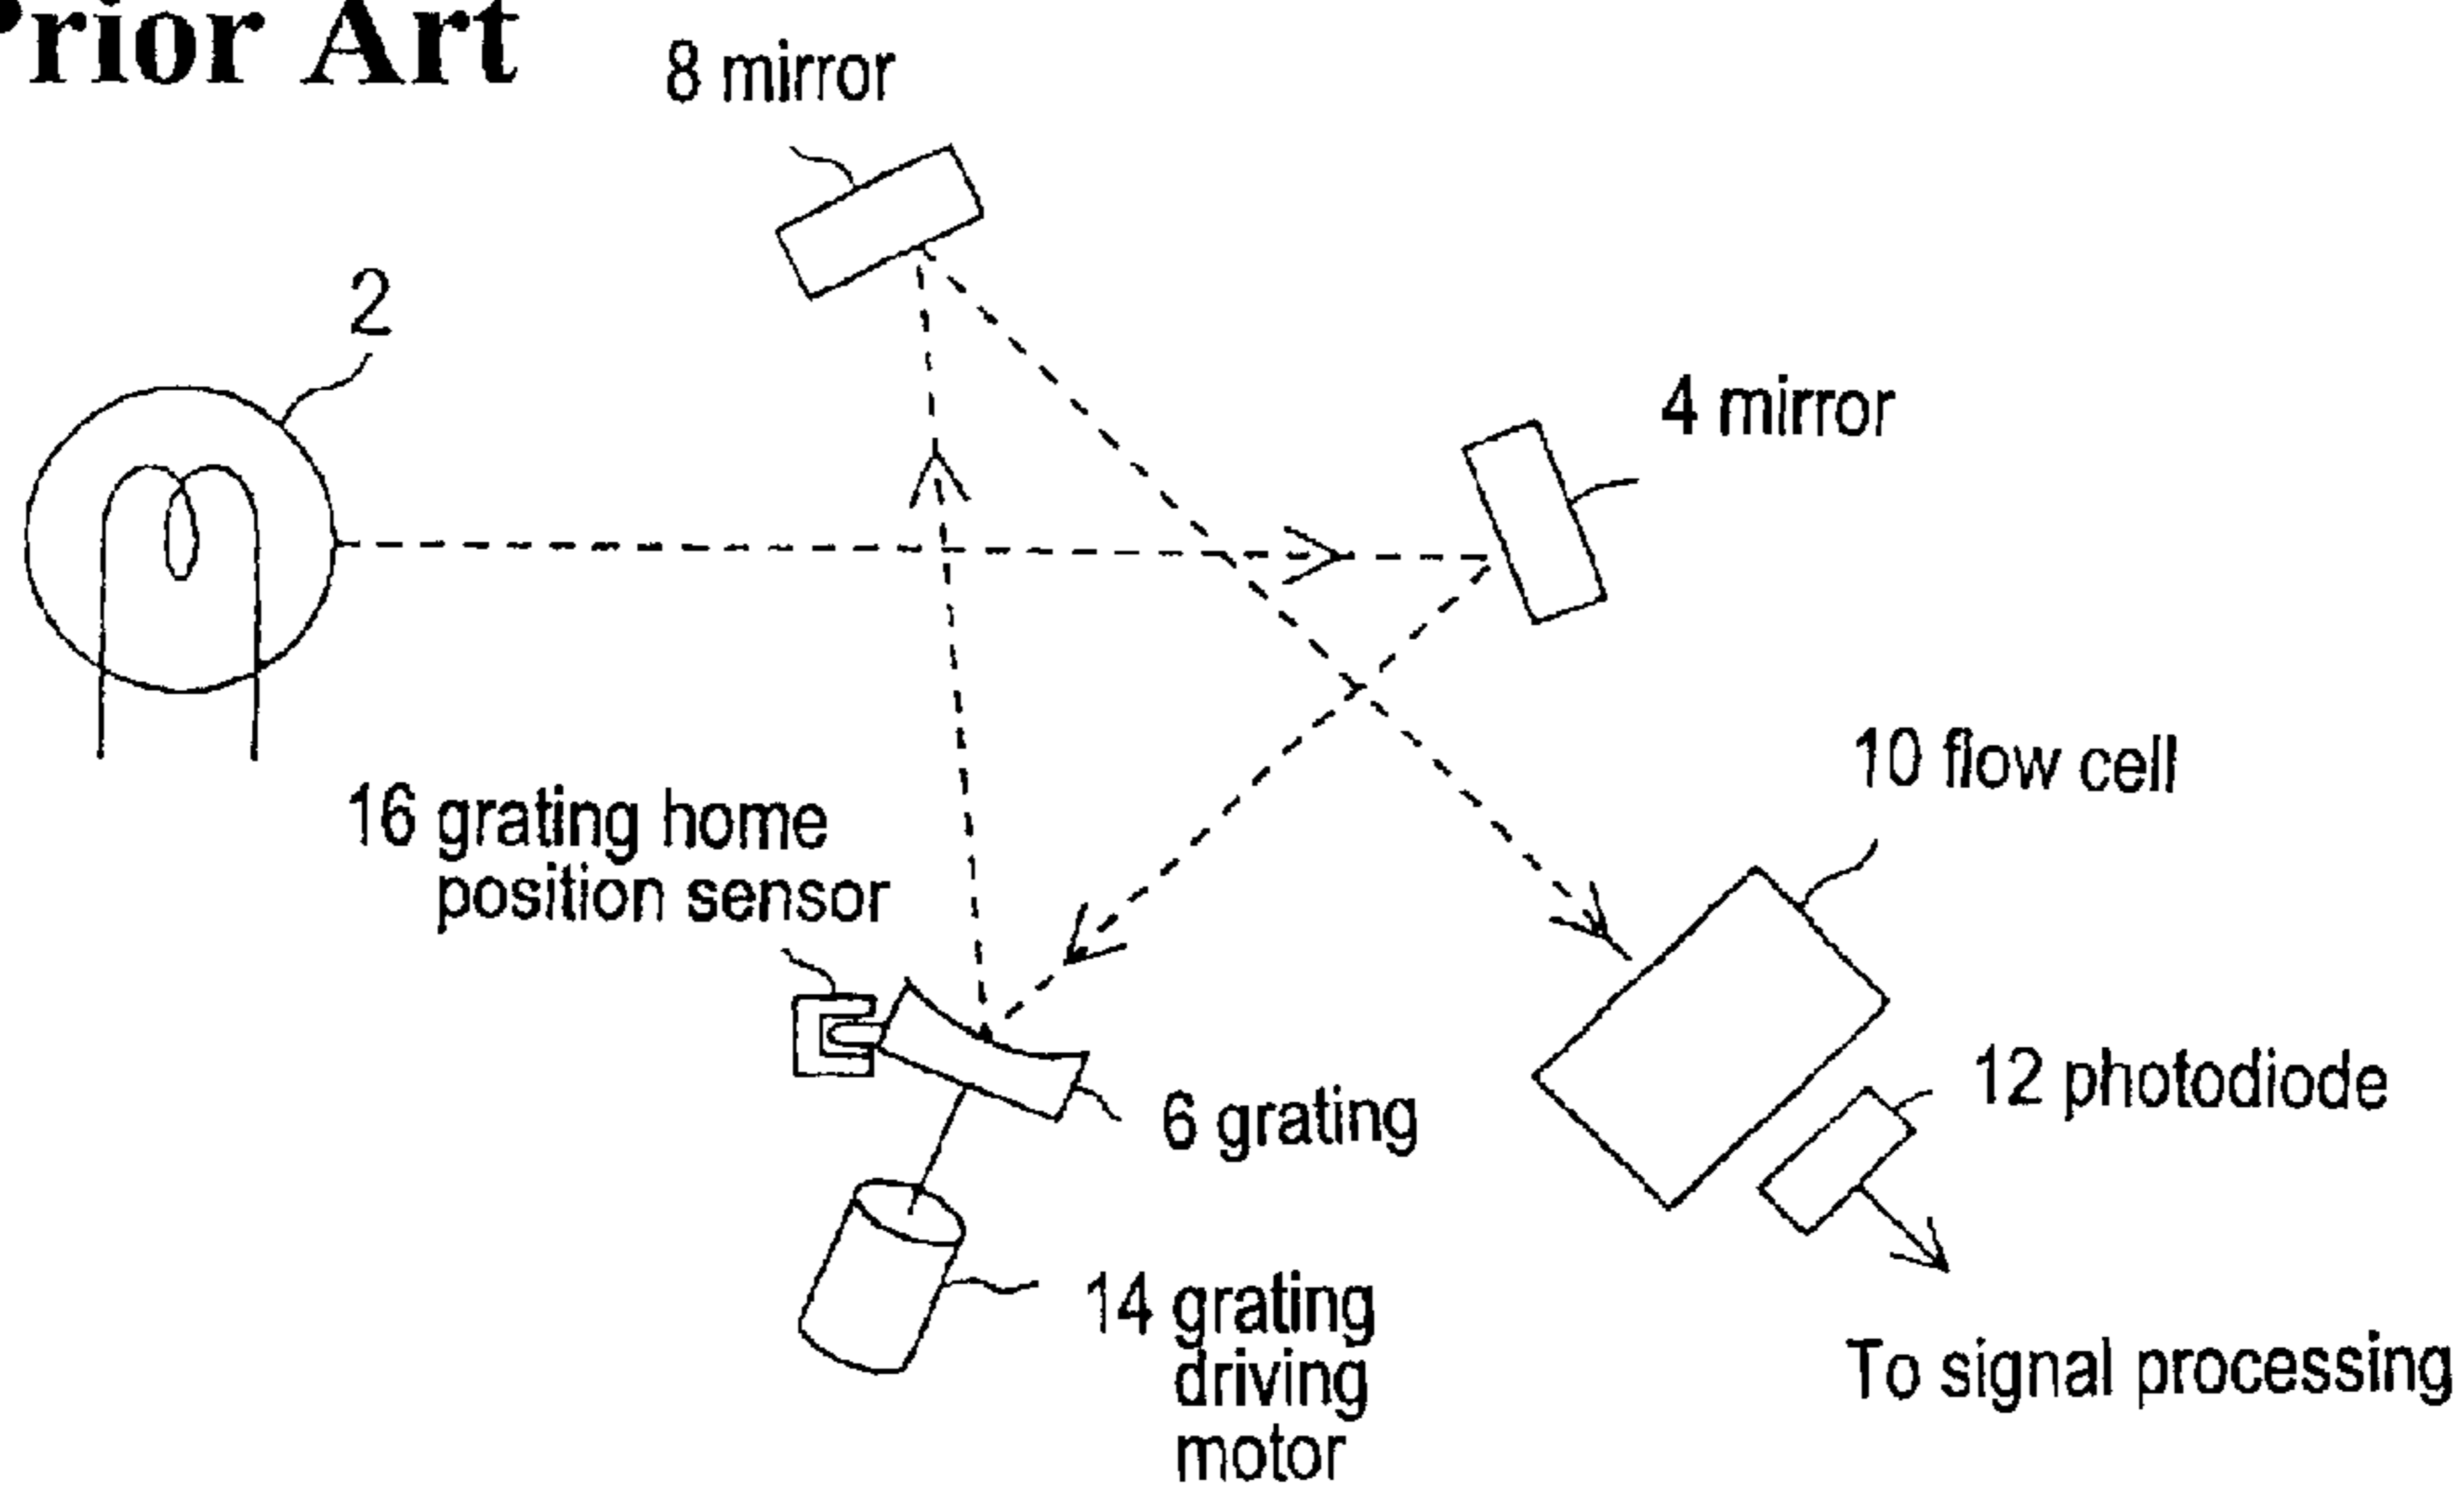 Prior Art
8 mirror
2
4 mirror
10 flow cell
16 grating home
position sensor
12 photodiode
6 grating
14 grating
driving
motor
To signal processing